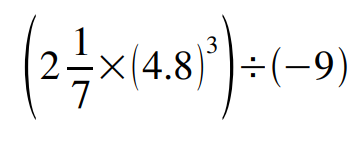 (2 1/7 × (4.8)³) ÷ (−9)